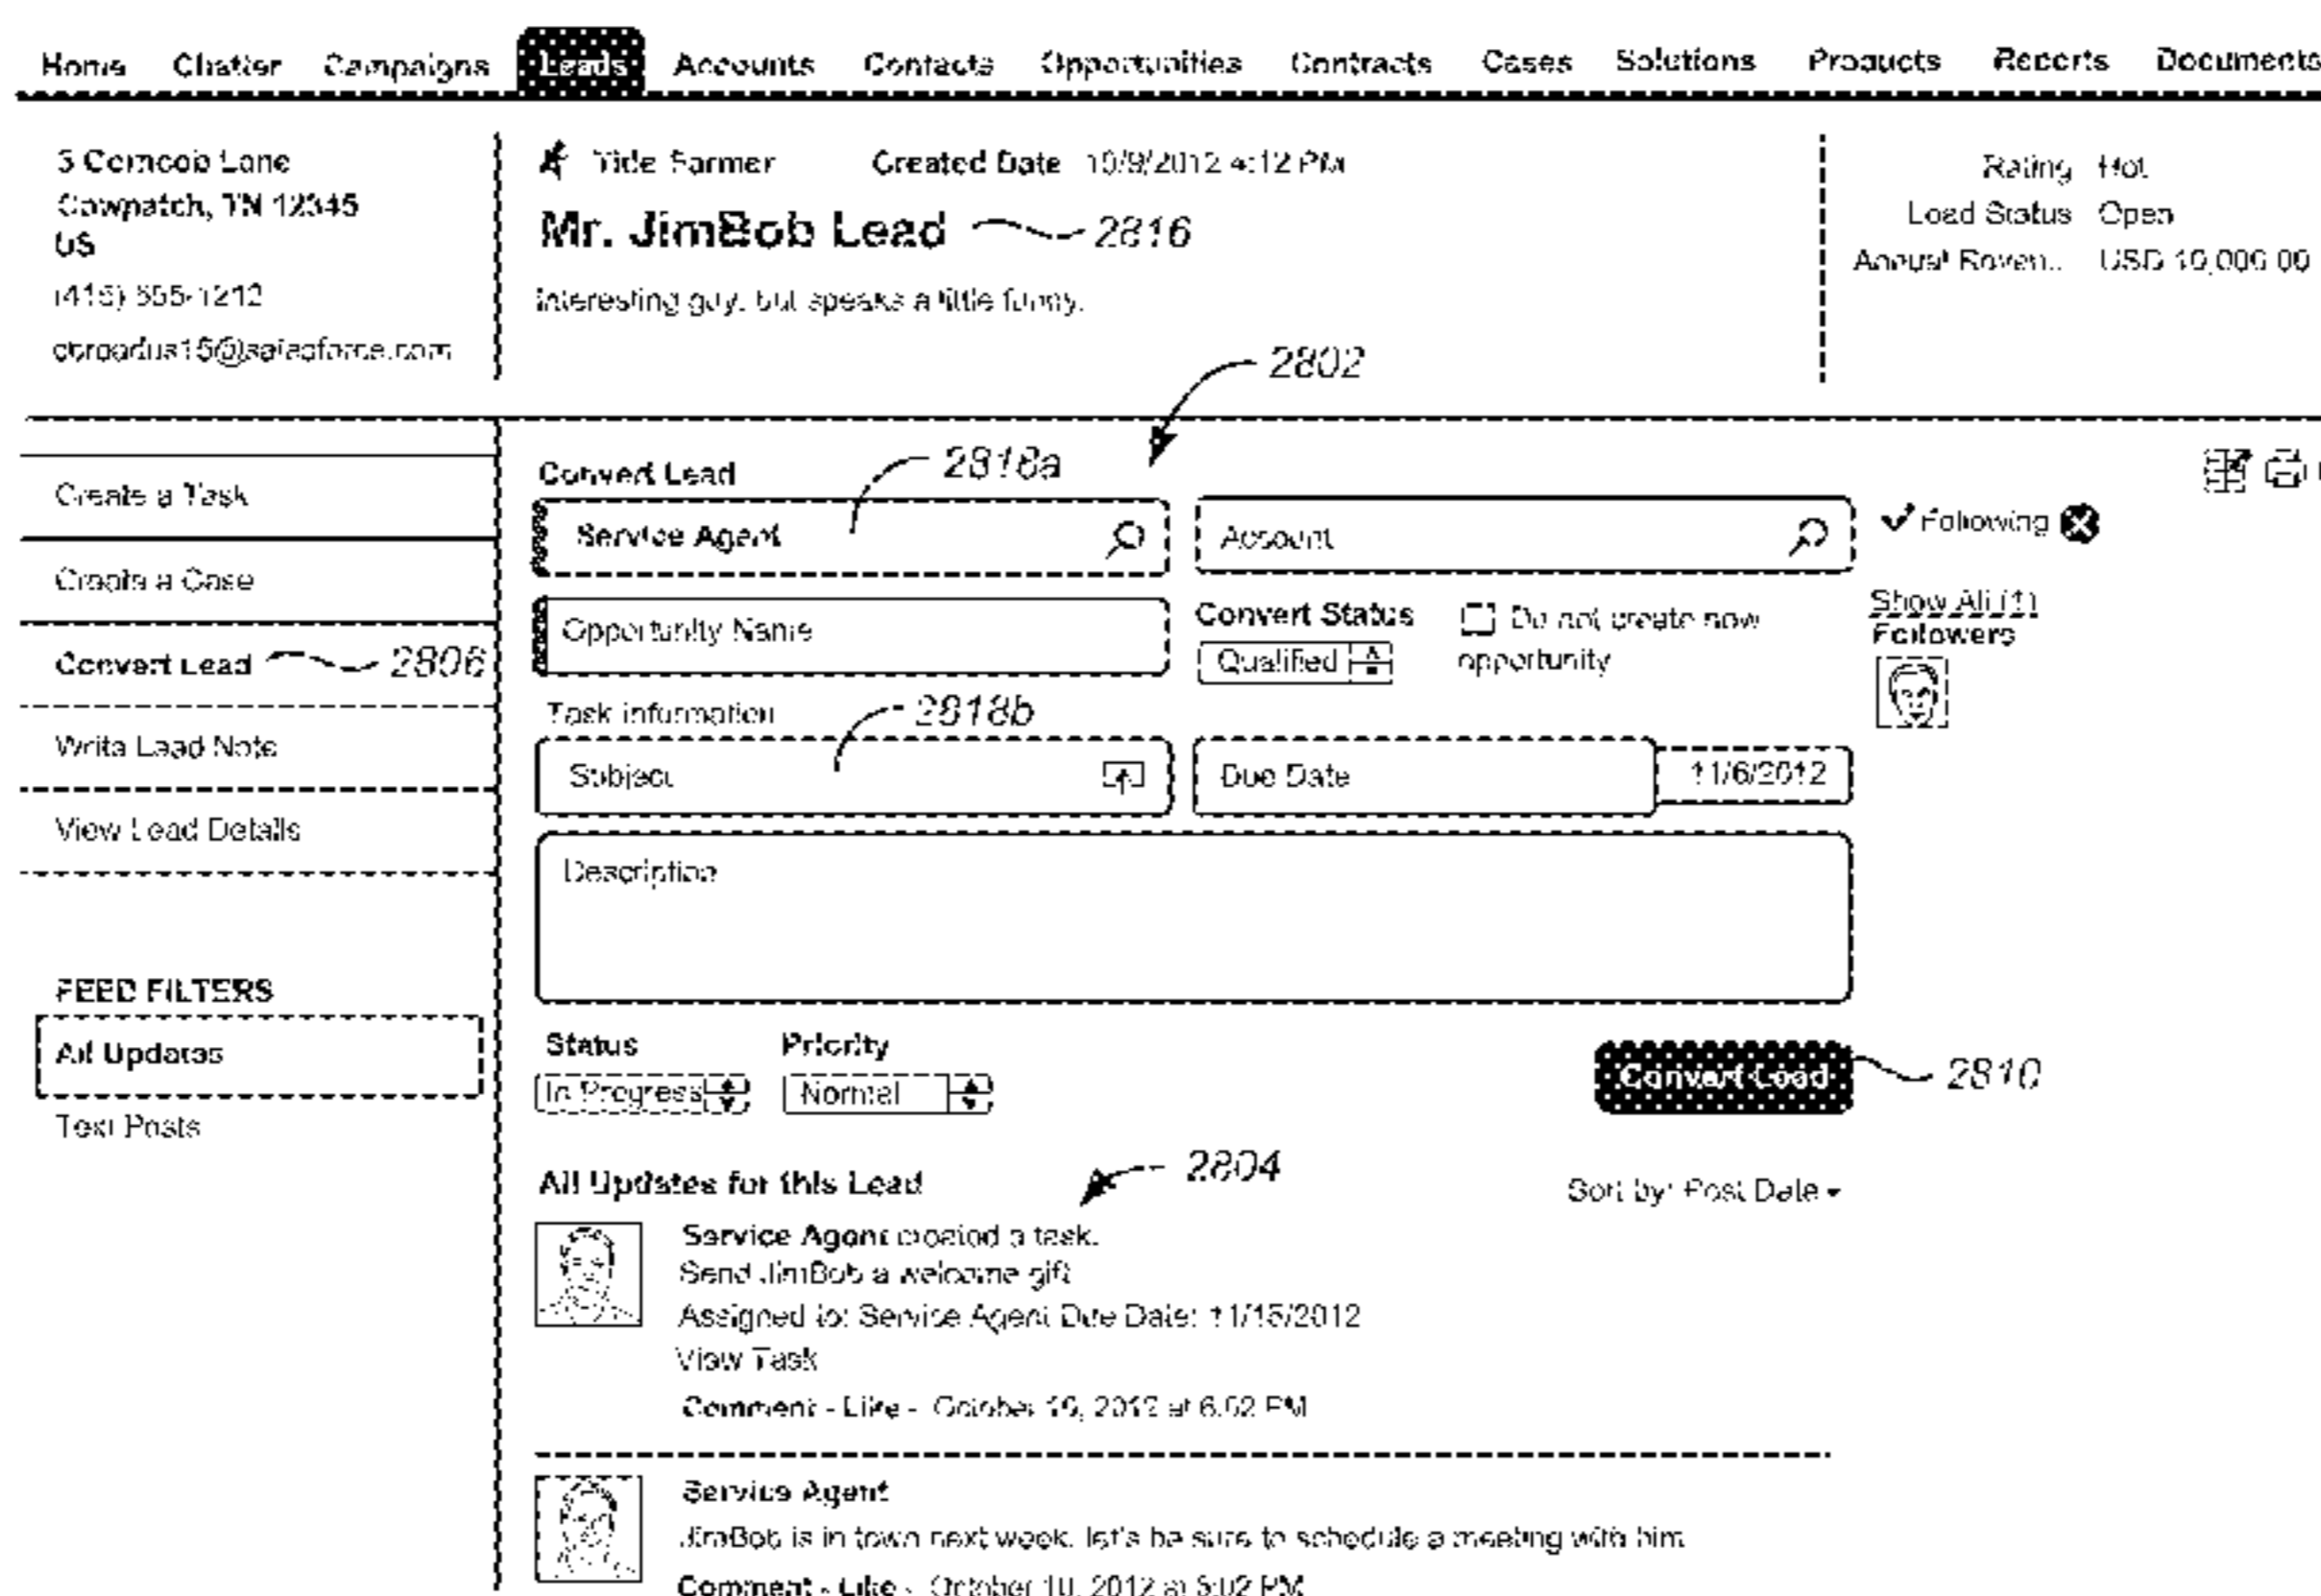 Home Chatter Campaigns Leads Accounts Contacts Opportunities Contracts Cases Solutions Products Reports Documents
5 Corncob Lane
Cowpatch, TN 12345
US
(415) 555-1212
Title Farmer Created Date 10/9/2012 4:12 PM
Mr. JimBob Lead 2816
Interesting guy, but speaks a little funny.
Rating Hot
Lead Status Open
Annual Reven.. USD 10,000.00
2802
Create a Task
Create a Case
Convert Lead 2806
Write Lead Note
View Lead Details
FEED FILTERS
All Updates
Text Posts
Convert Lead 2818a
Service Agent Account
Opportunity Name
Convert Status
Qualified
Do not create new
opportunity
Following
Show All (1)
Followers
Task information 2818b
Subject Due Date 11/6/2012
Description
Status Priority
In Progress Normal
Convert Lead 2810
All Updates for this Lead 2804
Sort by: Post Date
Service Agent created a task.
Send JimBob a welcome gift
Assigned to: Service Agent Due Date: 11/15/2012
View Task
Comment - Like - October 10, 2012 at 6:02 PM
Service Agent
JimBob is in town next week. let's be sure to schedule a meeting with him
Comment - Like - October 10, 2012 at 5:02 PM